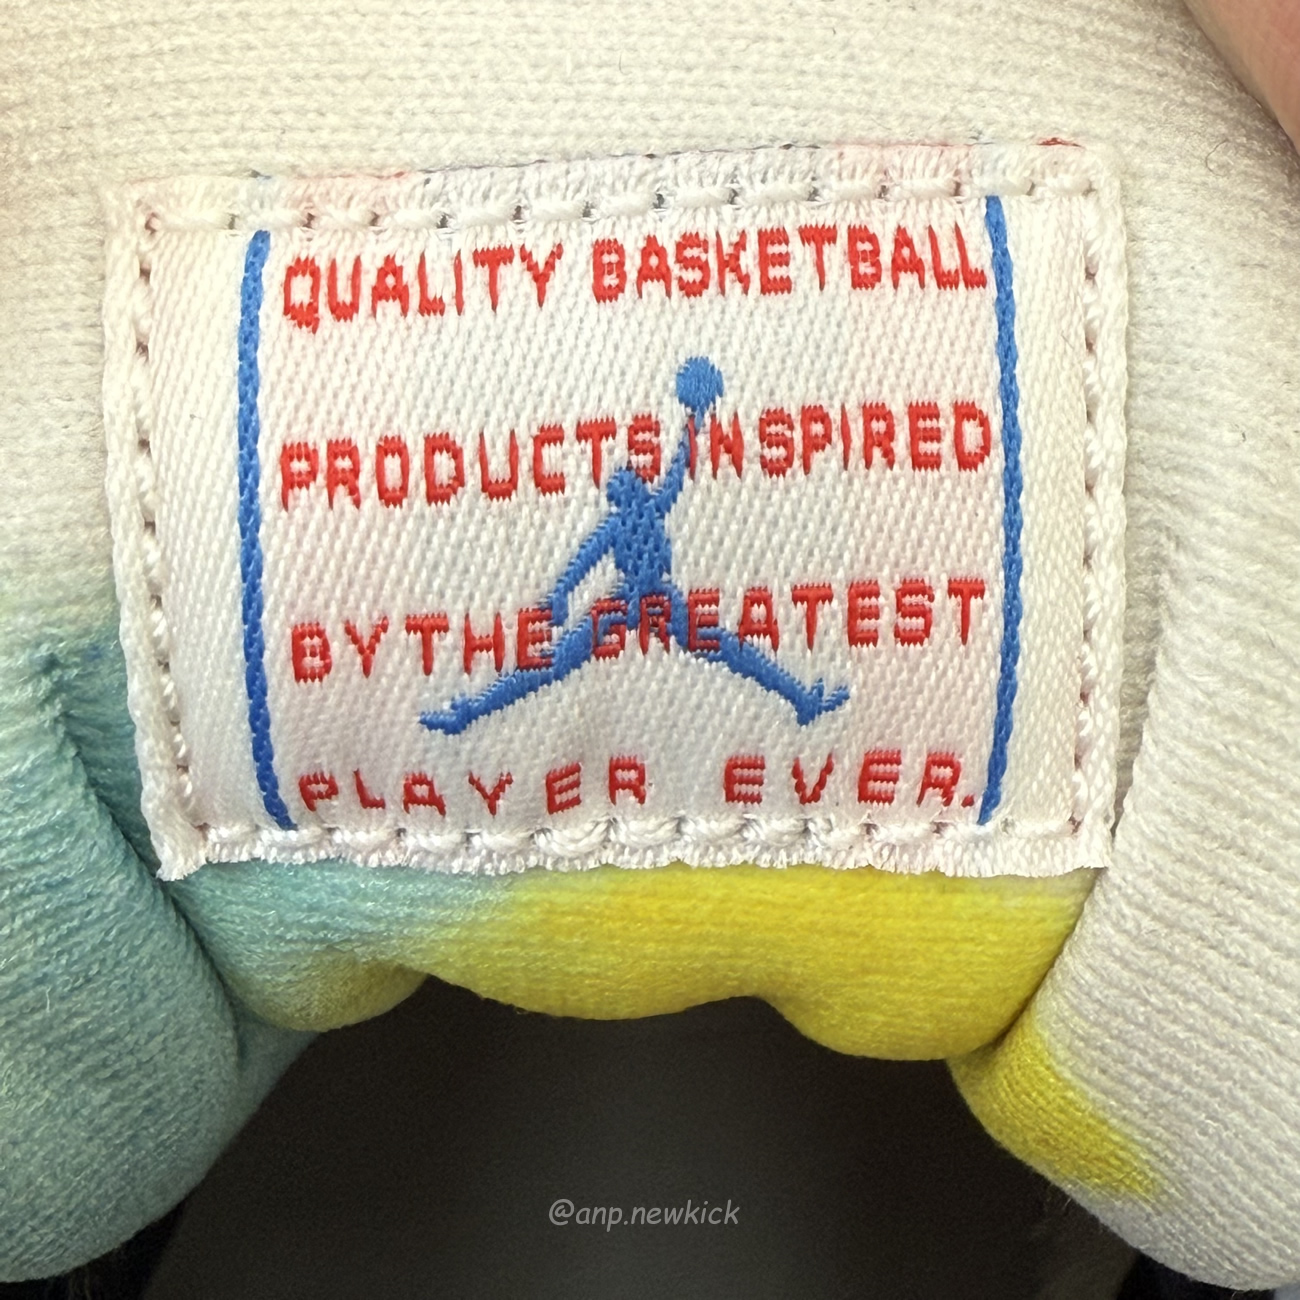 QUALITY BASKETBALL
PRODUCTS INSPIRED
BY THE GREATEST
PLAYER EVER.
@anp.newkick